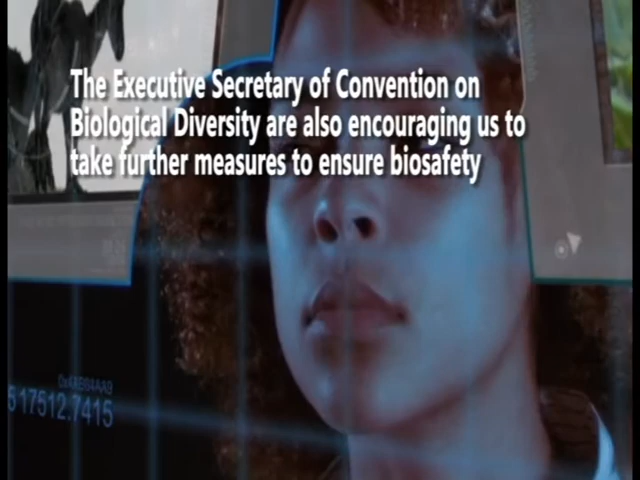 The Executive Secretary of Convention on
Biological Diversity are also encouraging us to
take further measures to ensure biosafety
517512.7415